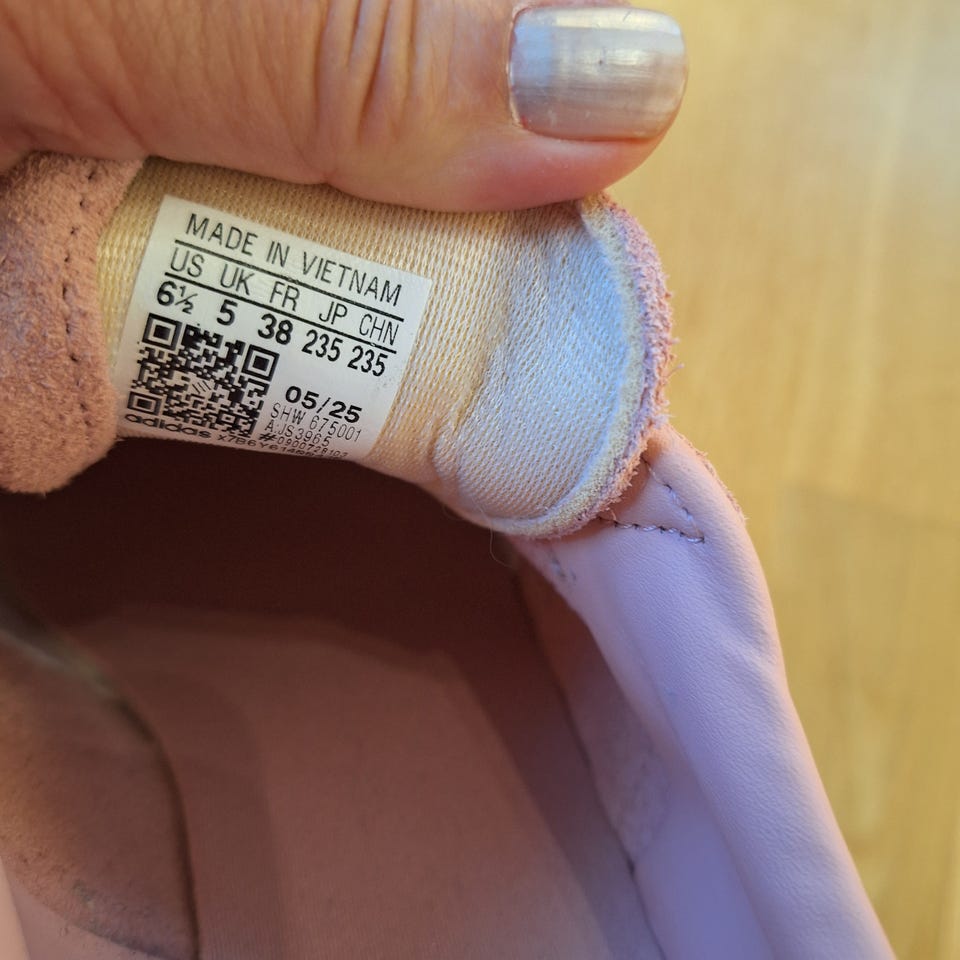 MADE IN VIETNAM
US UK FR JP CHN
6½ 5 38 235 235
05/25
SHW 675001
AJS3965
#0900728102
adidas